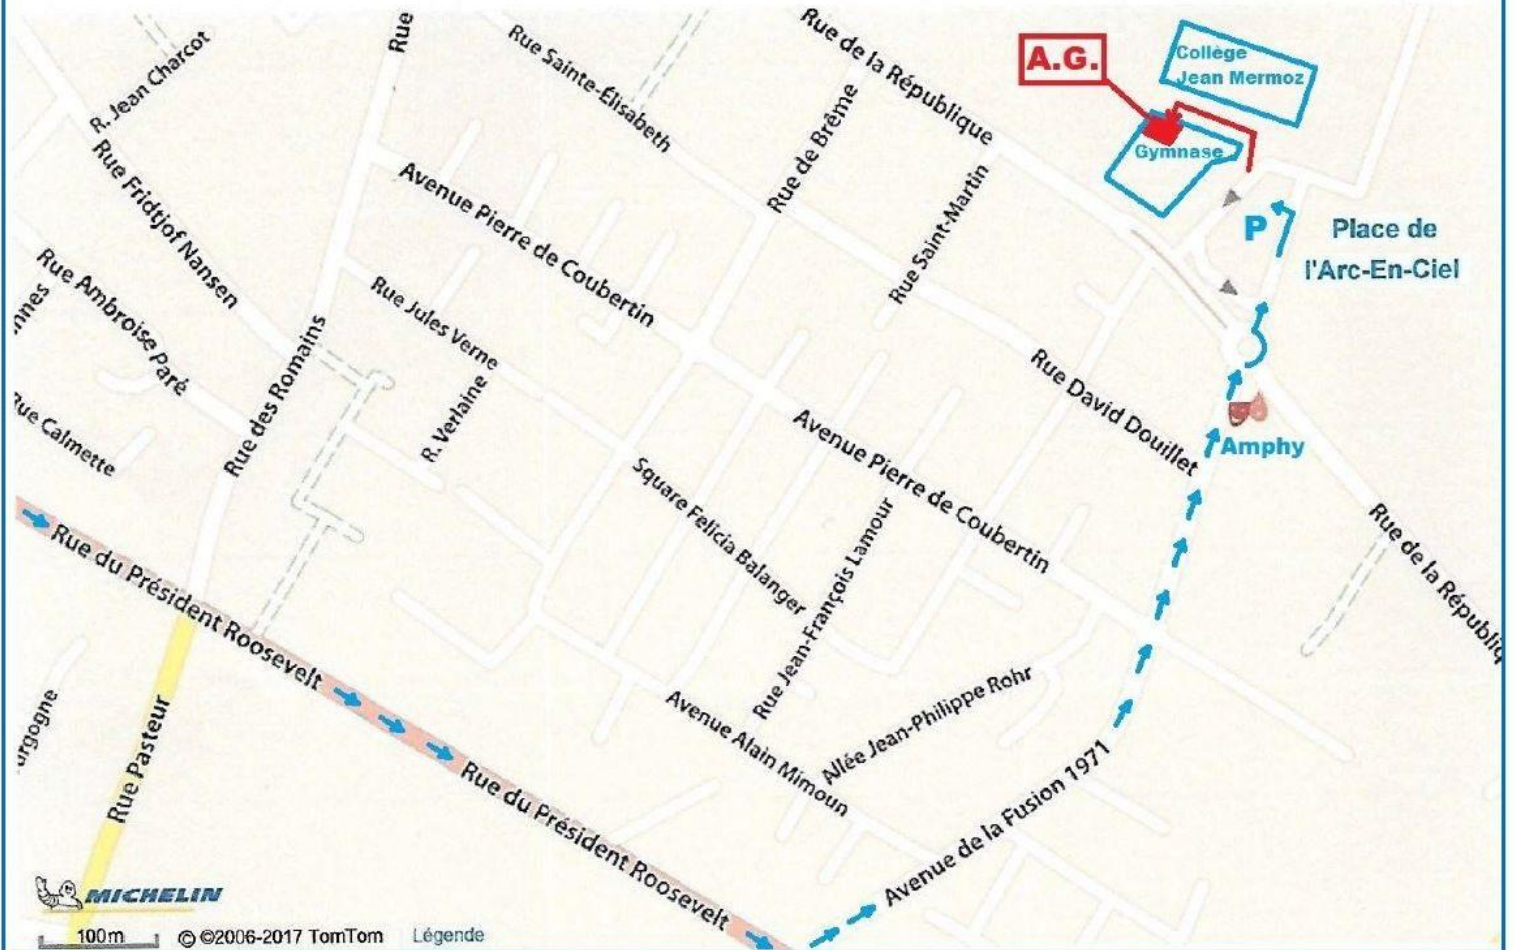 R. Jean Charcot
Rue
Rue Sainte-Élisabeth
Rue de la République
A.G.
Collège
Jean Mermoz
Gymnase
Rue de Brême
Rue Saint-Martin
Rue Fridtjof Nansen
Avenue Pierre de Coubertin
P
Place de
l'Arc-En-Ciel
Rue Ambroise Paré
Rue Jules Verne
Rue des Romains
R. Verlaine
Rue David Douillet
Amphy
Rue Calmette
Avenue Pierre de Coubertin
Square Felicia Balanger
Rue Jean-François Lamour
Rue de la Républiq
Rue du Président Roosevelt
Avenue Alain Mimoun
Allée Jean-Philippe Rohr
Rue Pasteur
Rue du Président Roosevelt
Avenue de la Fusion 1971
MICHELIN
100m
© ©2006-2017 TomTom
Légende